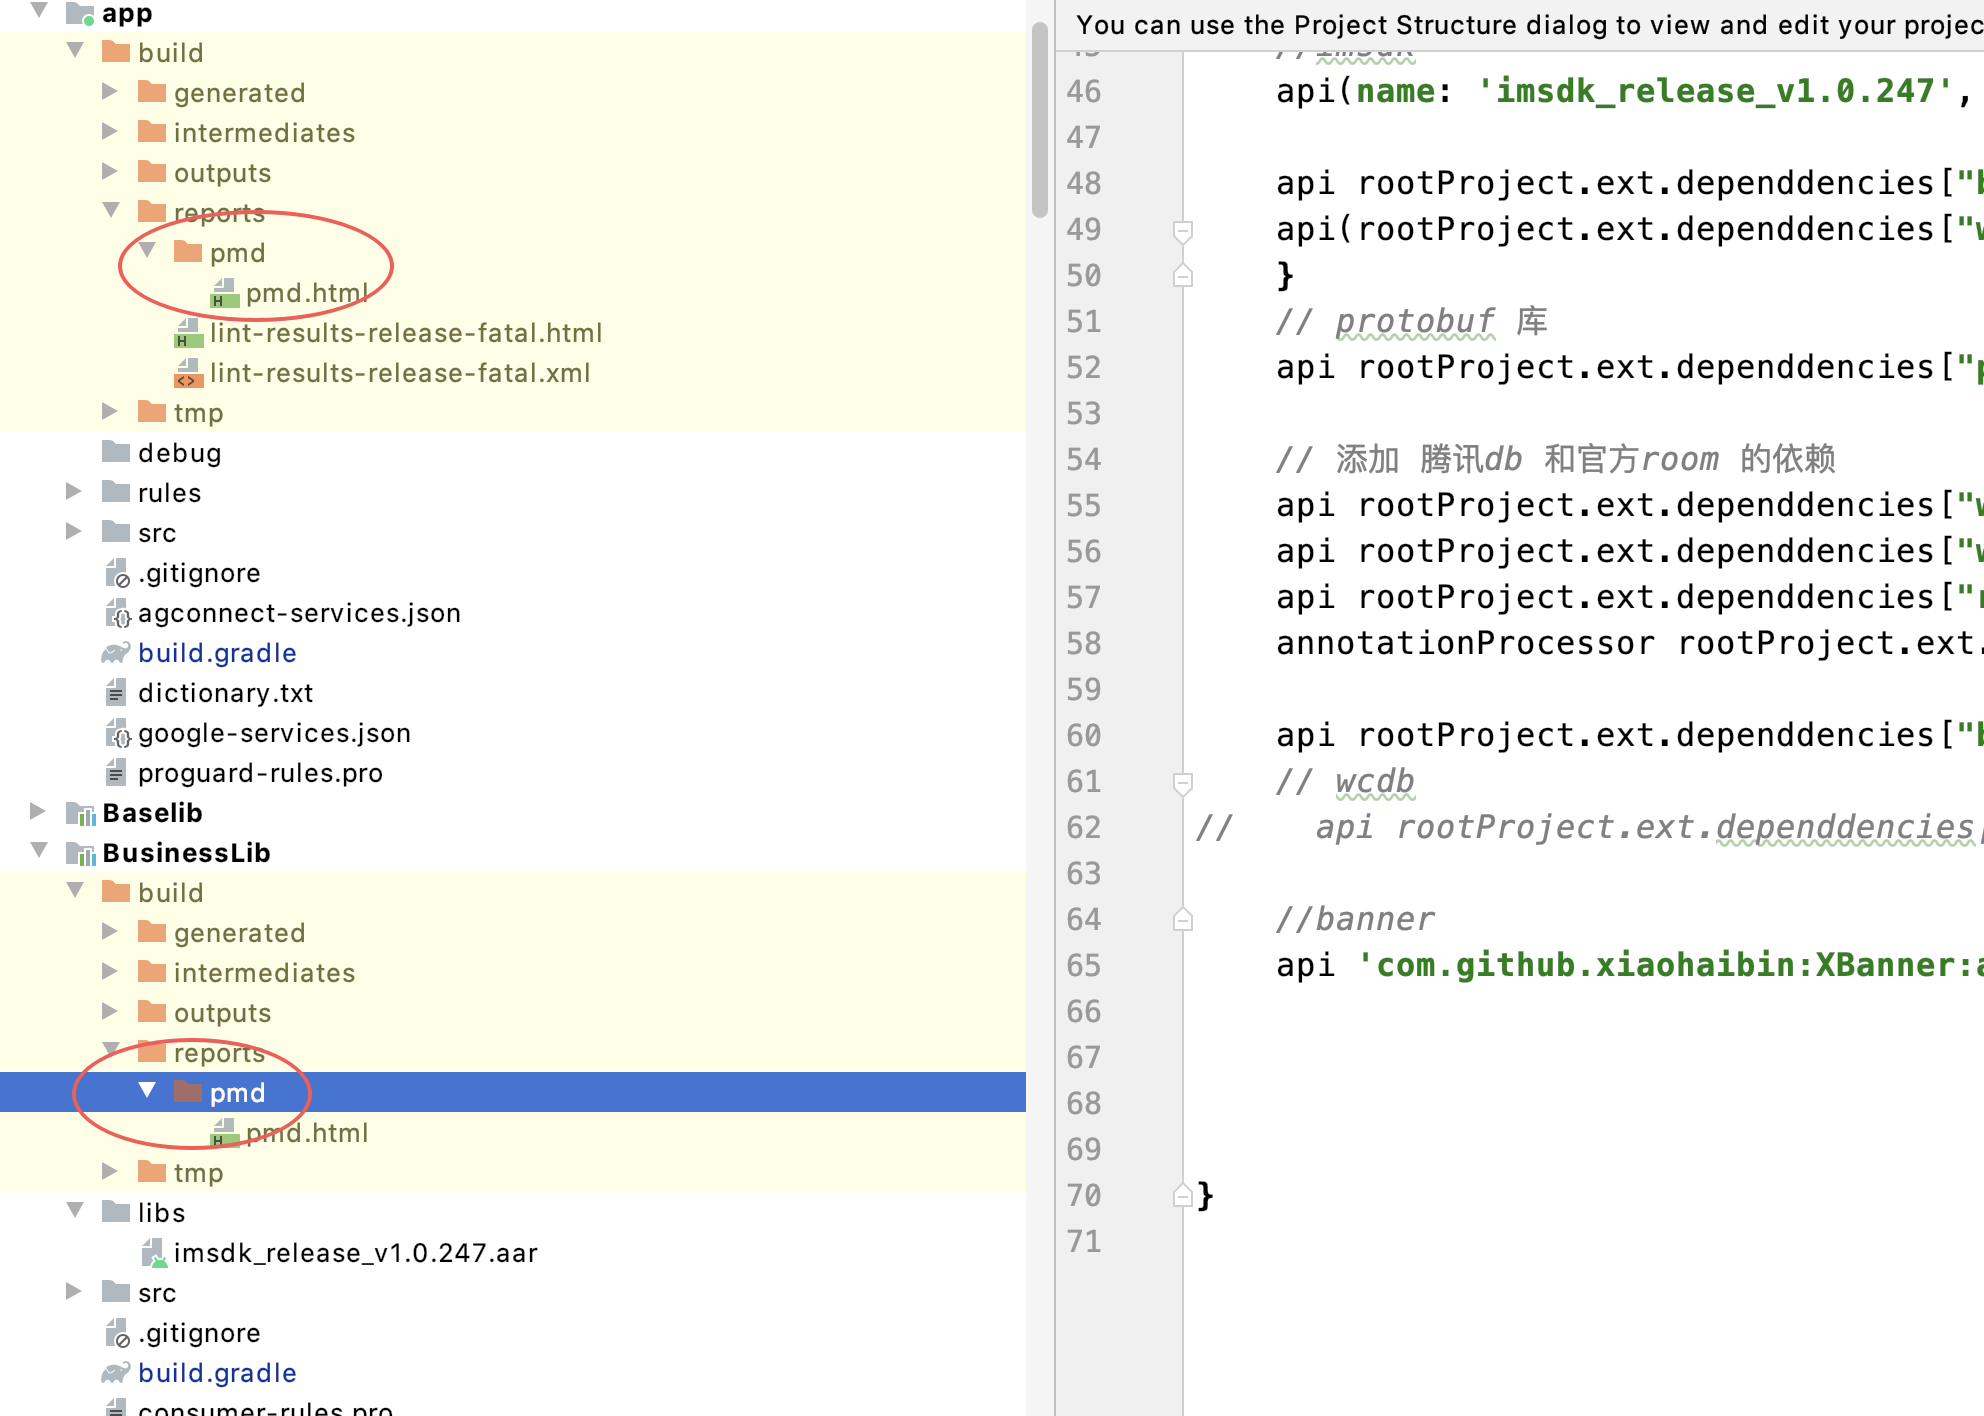 app
build
generated
intermediates
outputs
reports
pmd
pmd.html
lint-results-release-fatal.html
lint-results-release-fatal.xml
tmp
debug
rules
src
.gitignore
agconnect-services.json
build.gradle
dictionary.txt
google-services.json
proguard-rules.pro
Baselib
BusinessLib
build
generated
intermediates
outputs
reports
pmd
pmd.html
tmp
libs
imsdk_release_v1.0.247.aar
src
.gitignore
build.gradle
consumer-rules.pro
You can use the Project Structure dialog to view and edit your projec
45 //imsdk
46 api(name: 'imsdk_release_v1.0.247',
47
48 api rootProject.ext.dependdencies["b
49 api(rootProject.ext.dependdencies["w
50 }
51 // protobuf 库
52 api rootProject.ext.dependdencies["p
53
54 // 添加 腾讯db 和官方room 的依赖
55 api rootProject.ext.dependdencies["w
56 api rootProject.ext.dependdencies["w
57 api rootProject.ext.dependdencies["r
58 annotationProcessor rootProject.ext.
59
60 api rootProject.ext.dependdencies["b
61 // wcdb
62 // api rootProject.ext.dependdencies[
63
64 //banner
65 api 'com.github.xiaohaibin:XBanner:a
66
67
68
69
70 }
71